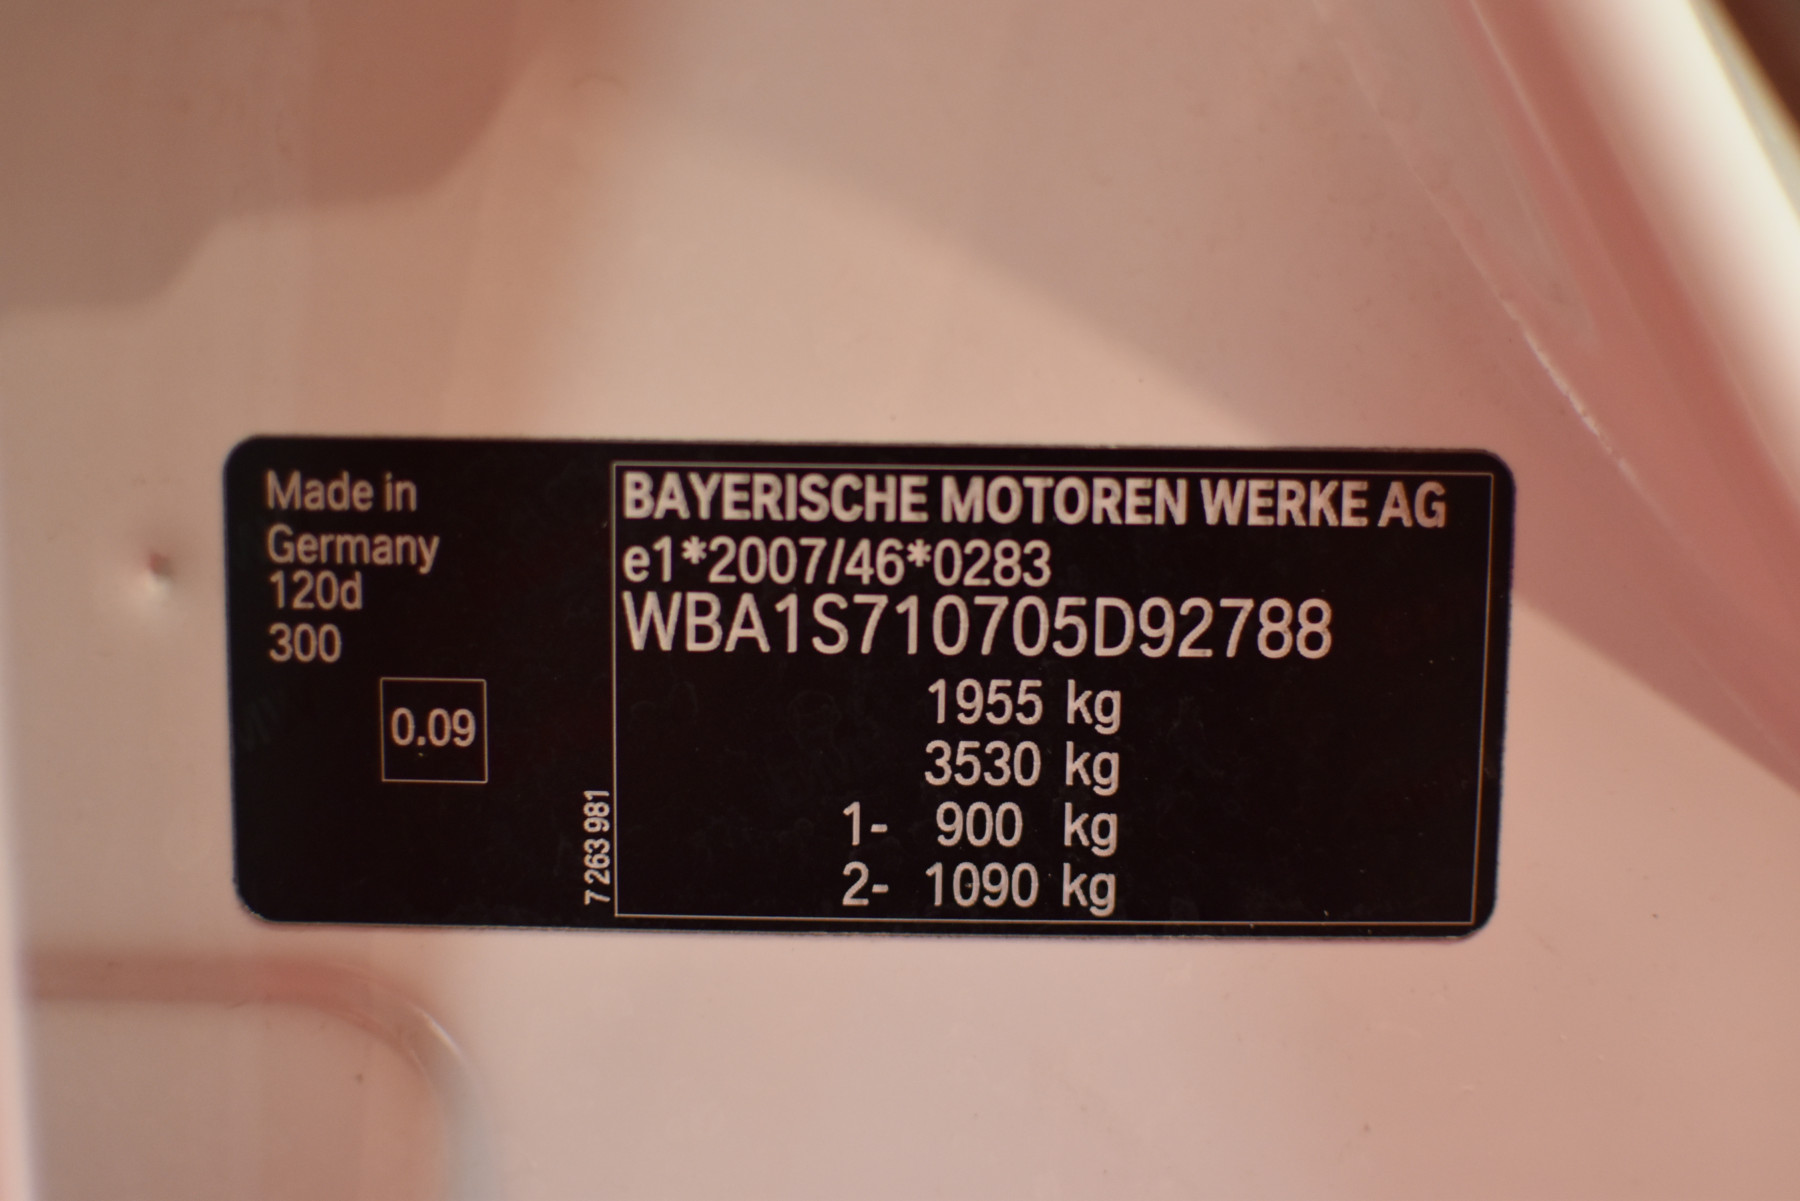 Made in
Germany
120d
300
0.09
7 263 981
BAYERISCHE MOTOREN WERKE AG
e1*2007/46*0283
WBA1S710705D92788
1955 kg
3530 kg
1- 900 kg
2- 1090 kg